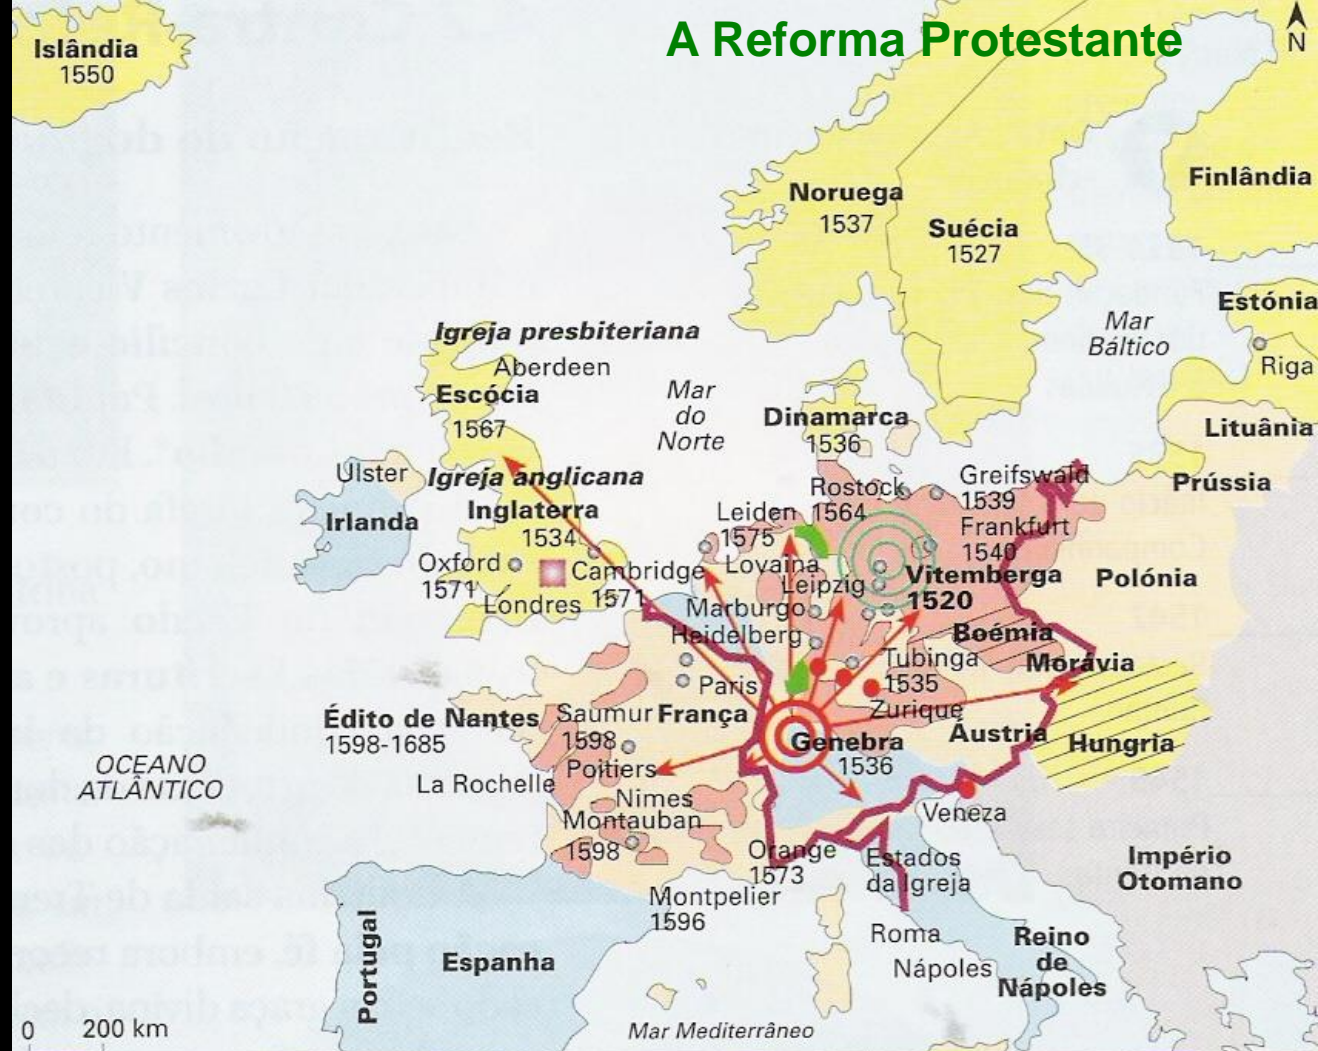 A Reforma Protestante
N
Islândia
1550
Noruega
1537
Suécia
1527
Finlândia
Estónia
Riga
Mar
Báltico
Lituânia
Prússia
Igreja presbiteriana
Aberdeen
Escócia
1567
Mar
do
Norte
Dinamarca
1536
Ulster
Igreja anglicana
Irlanda
Inglaterra
1534
Oxford
1571
Cambridge
1571
Londres
Leiden
1575
Rostock
1564
Greifswald
1539
Frankfurt
1540
Lovaina
Leipzig
Vitemberga
1520
Polónia
Marburgo
Heidelberg
Boémia
Morávia
Tubinga
1535
Paris
Zurique
Édito de Nantes
1598-1685
Saumur
1598
França
Genebra
1536
Áustria
Hungria
OCEANO
ATLÂNTICO
La Rochelle
Poitiers
Nimes
Montauban
1598
Veneza
Orange
1573
Estados
da Igreja
Império
Otomano
Montpelier
1596
Portugal
Espanha
Roma
Nápoles
Reino
de
Nápoles
0 200 km
Mar Mediterrâneo